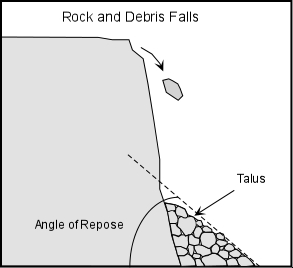 Rock and Debris Falls
Talus
Angle of Repose